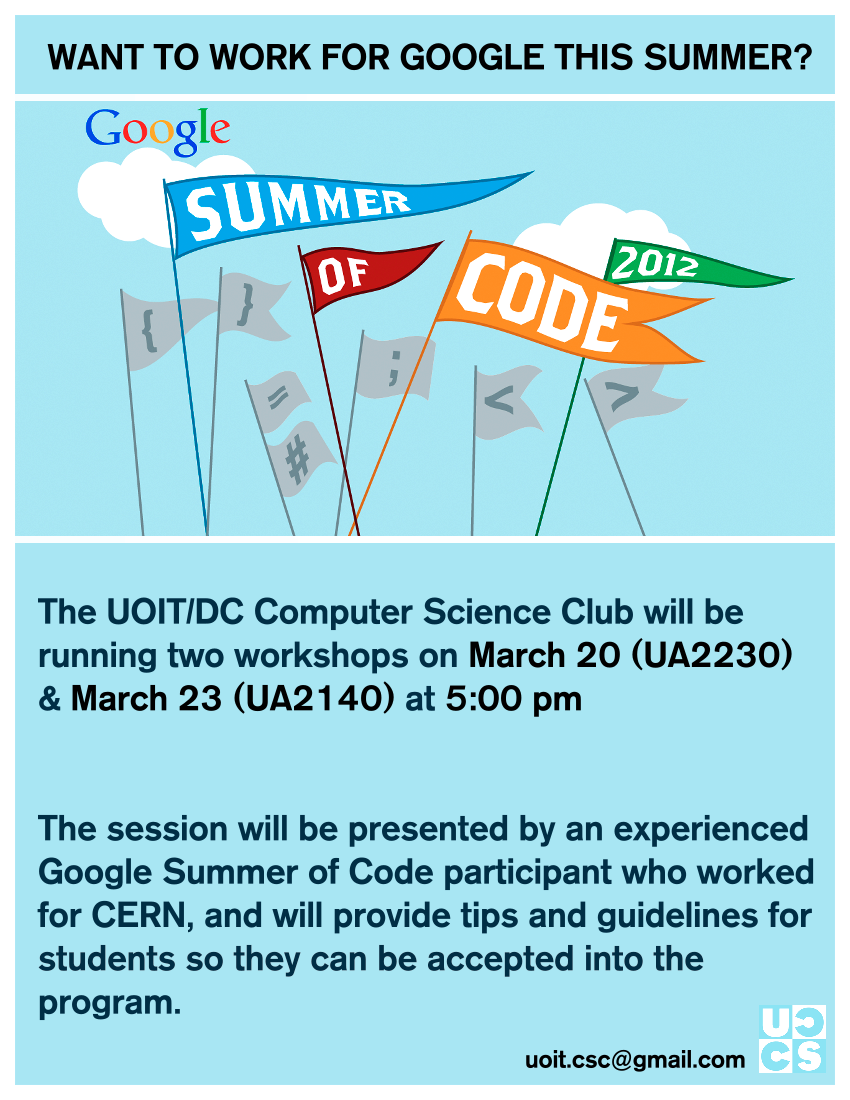 WANT TO WORK FOR GOOGLE THIS SUMMER?
Google
SUMMER
OF
CODE
2012
{
}
=
#
;
<
>
The UOIT/DC Computer Science Club will be
running two workshops on March 20 (UA2230)
& March 23 (UA2140) at 5:00 pm
The session will be presented by an experienced
Google Summer of Code participant who worked
for CERN, and will provide tips and guidelines for
students so they can be accepted into the
program.
uoit.csc@gmail.com
UC
CS